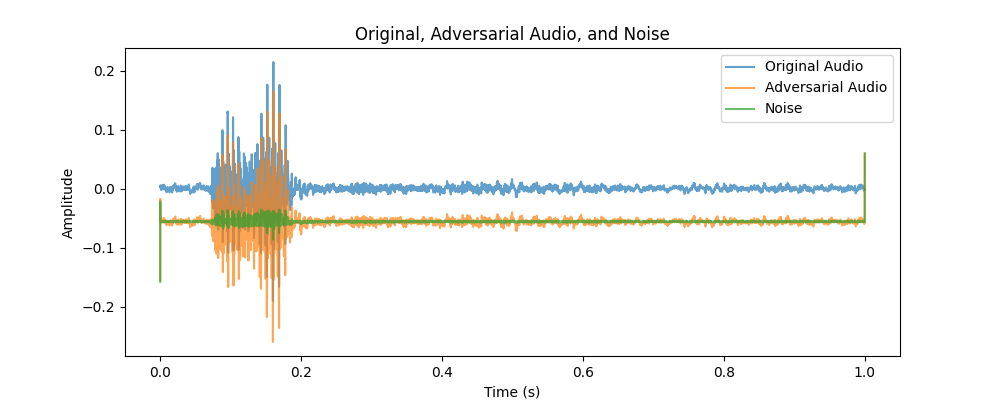 Original, Adversarial Audio, and Noise
Original Audio
Adversarial Audio
Noise
Amplitude
0.2
0.1
0.0
−0.1
−0.2
0.0
0.2
0.4
0.6
0.8
1.0
Time (s)